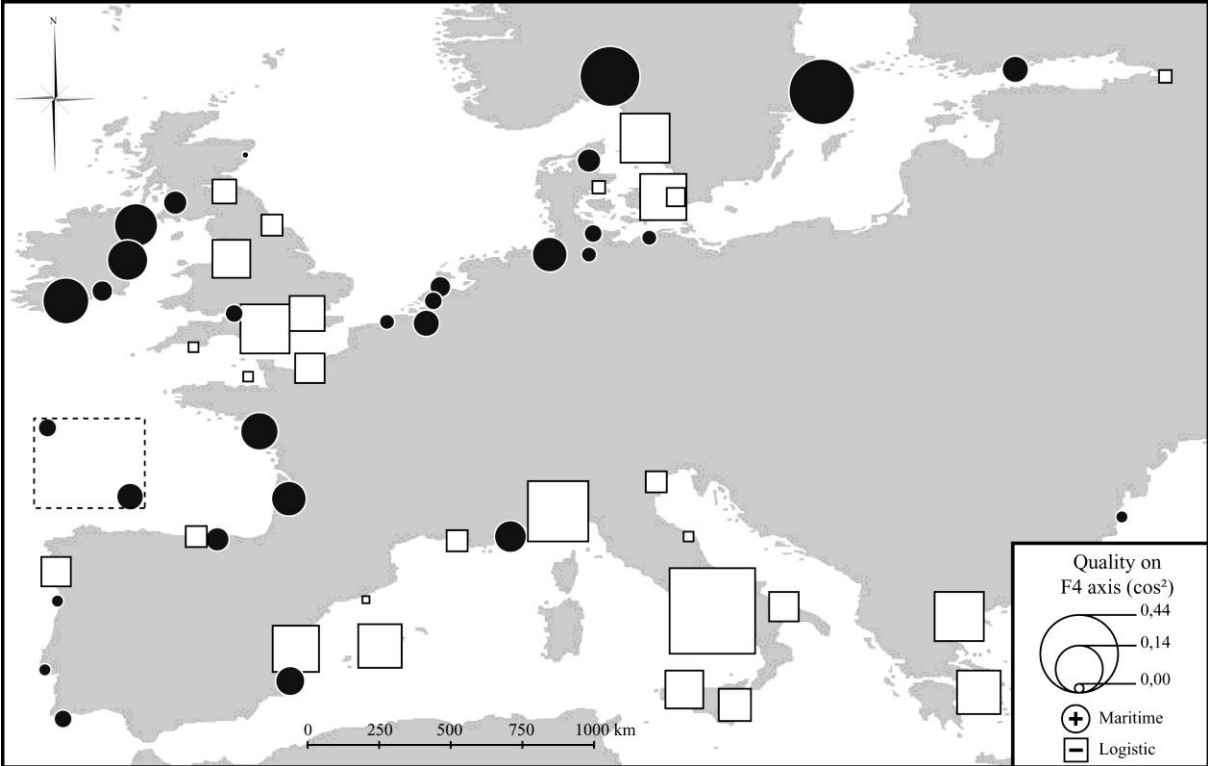 N
Quality on
F4 axis (cos²)
0,44
0,14
0,00
Maritime
Logistic
0 250 500 750 1000 km